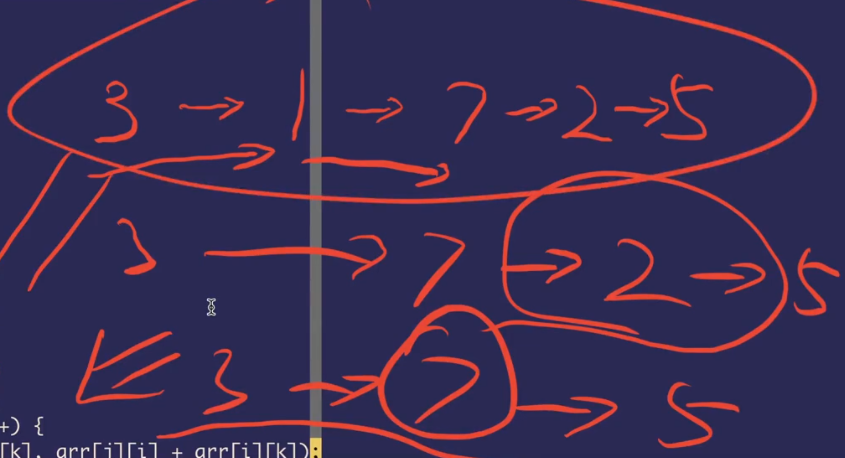 3 → 1 → 7 → 2 → 5
3 → 7 → 2 → 5
3 → 7 → 5
+) {
[k], arr[j][i] + arr[i][k]);